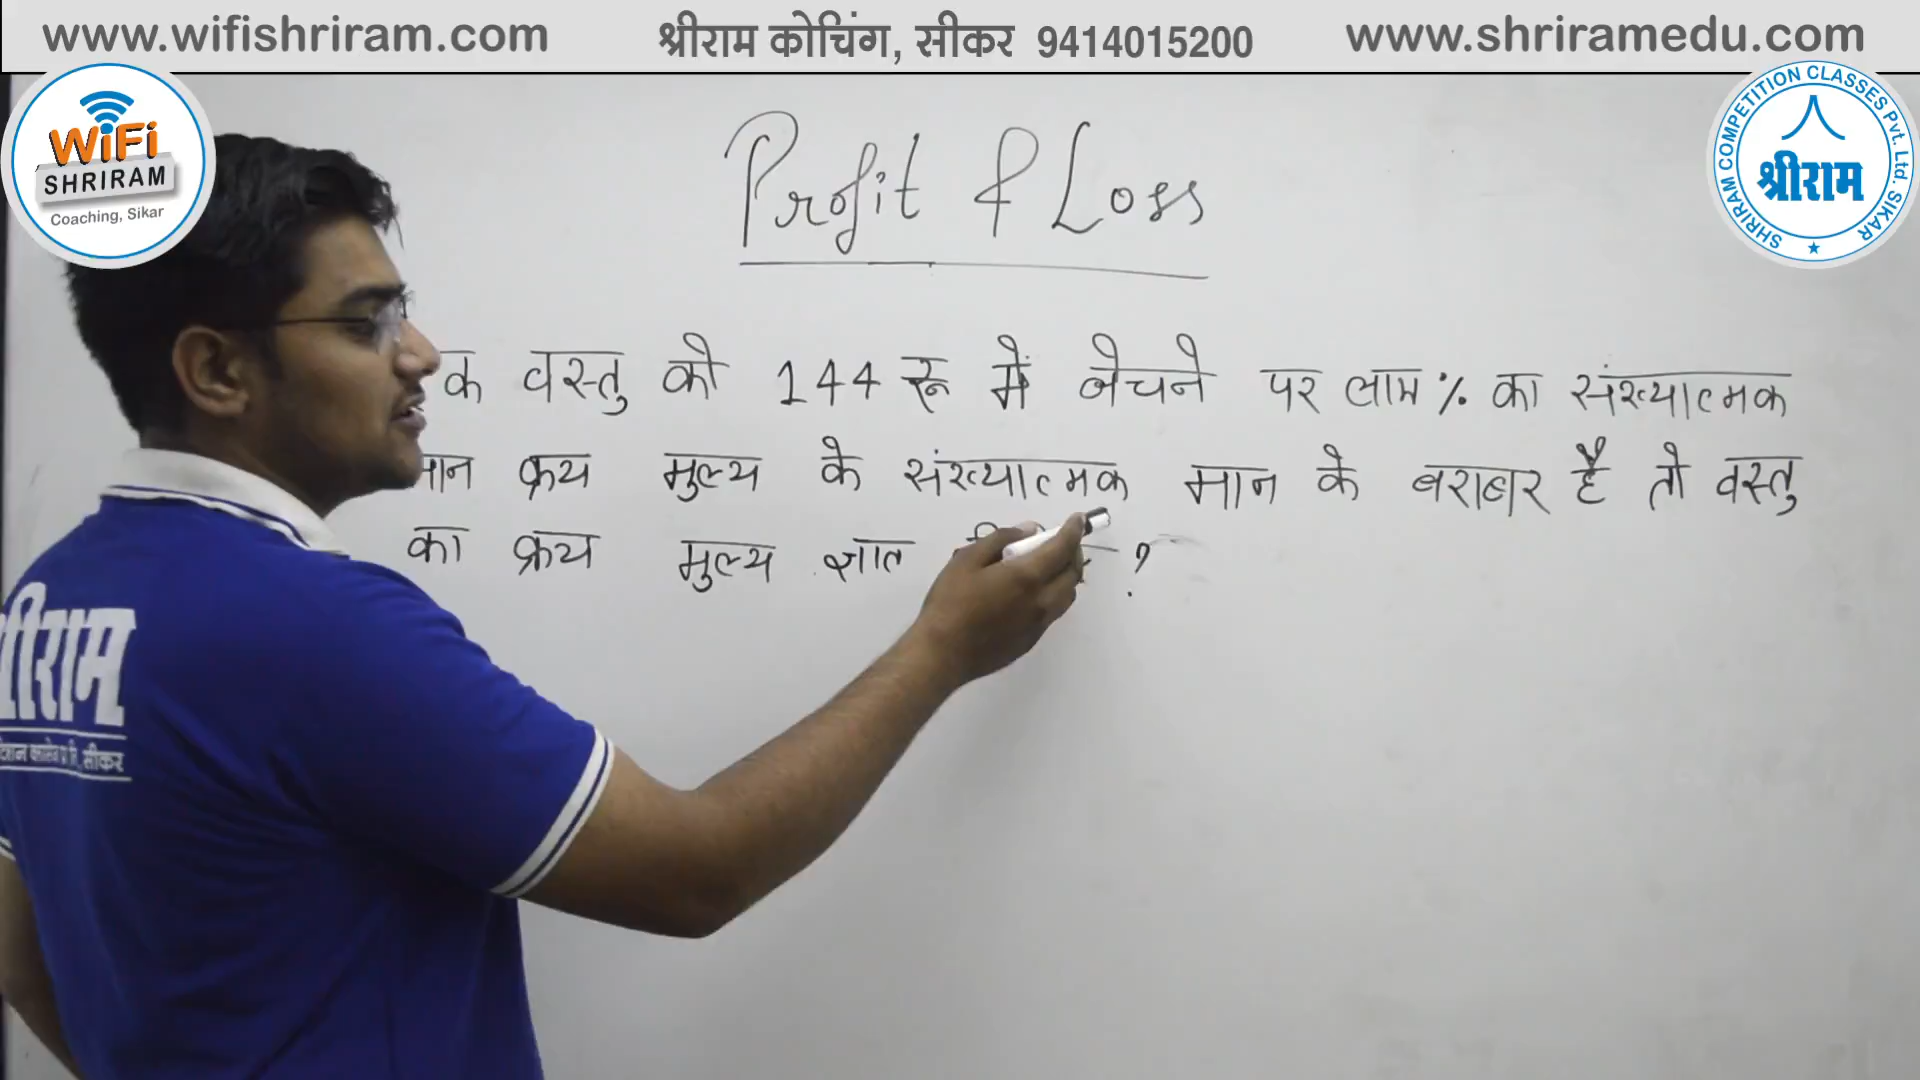 www.wifishriram.com
श्रीराम कोचिंग, सीकर 9414015200
www.shriramedu.com
WiFi
SHRIRAM
Coaching, Sikar
SHRIRAM COMPETITION CLASSES Pvt. Ltd. SIKAR
श्रीराम
Profit & Loss
क वस्तु को 144 रू में बेचने पर लाभ % का संख्यात्मक
मान क्रय मुल्य के संख्यात्मक मान के बराबर है तो वस्तु
का क्रय मुल्य ज्ञात ?
श्रीराम
सीकर